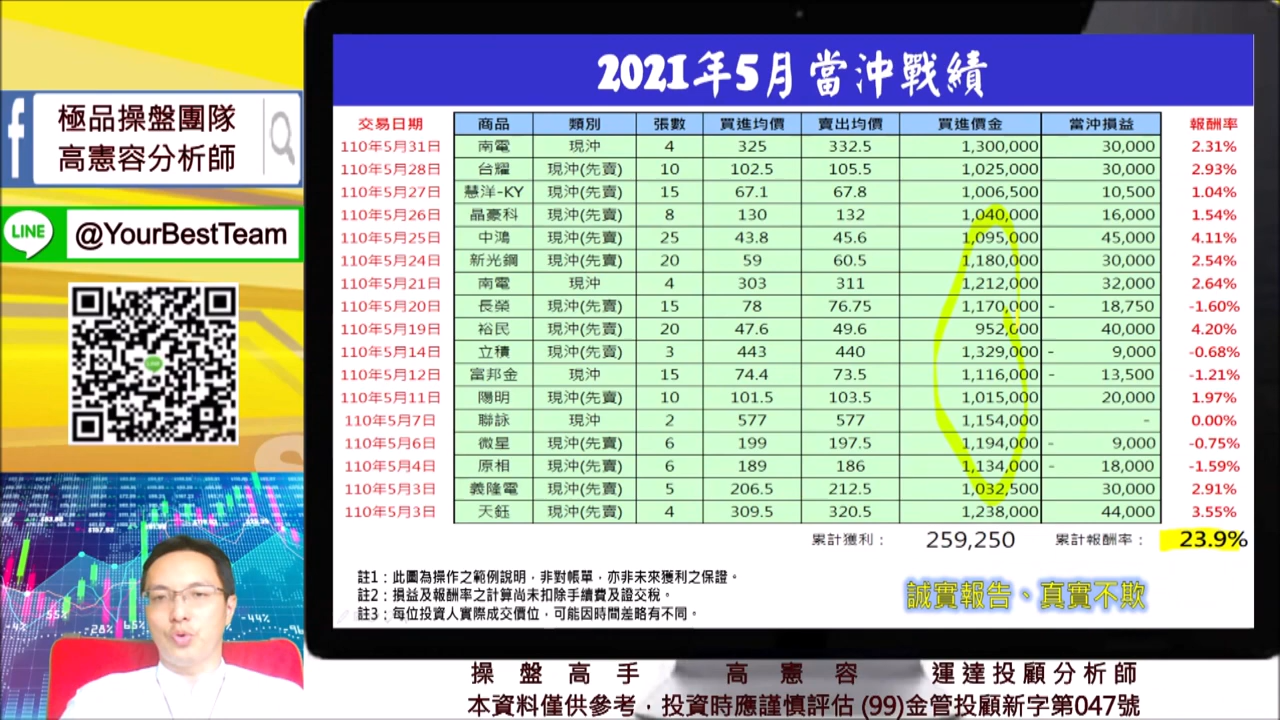 極品操盤團隊
高憲容分析師
LINE
@YourBestTeam
2021年5月當沖戰績
交易日期 商品 類別 張數 買進均價 賣出均價 買進價金 當沖損益 報酬率
110年5月31日 南電 現沖 4 325 332.5 1,300,000 30,000 2.31%
110年5月28日 台耀 現沖(先賣) 10 102.5 105.5 1,025,000 30,000 2.93%
110年5月27日 慧洋-KY 現沖(先賣) 15 67.1 67.8 1,006,500 10,500 1.04%
110年5月26日 晶豪科 現沖(先賣) 8 130 132 1,040,000 16,000 1.54%
110年5月25日 中鴻 現沖(先賣) 25 43.8 45.6 1,095,000 45,000 4.11%
110年5月24日 新光鋼 現沖(先賣) 20 59 60.5 1,180,000 30,000 2.54%
110年5月21日 南電 現沖 4 303 311 1,212,000 32,000 2.64%
110年5月20日 長榮 現沖(先賣) 15 78 76.75 1,170,000 - 18,750 -1.60%
110年5月19日 裕民 現沖(先賣) 20 47.6 49.6 952,000 40,000 4.20%
110年5月14日 立積 現沖(先賣) 3 443 440 1,329,000 - 9,000 -0.68%
110年5月12日 富邦金 現沖 15 74.4 73.5 1,116,000 - 13,500 -1.21%
110年5月11日 陽明 現沖(先賣) 10 101.5 103.5 1,015,000 20,000 1.97%
110年5月7日 聯詠 現沖 2 577 577 1,154,000 - 0.00%
110年5月6日 微星 現沖(先賣) 6 199 197.5 1,194,000 - 9,000 -0.75%
110年5月4日 原相 現沖(先賣) 6 189 186 1,134,000 - 18,000 -1.59%
110年5月3日 義隆電 現沖(先賣) 5 206.5 212.5 1,032,500 30,000 2.91%
110年5月3日 天鈺 現沖(先賣) 4 309.5 320.5 1,238,000 44,000 3.55%
累計獲利： 259,250 累計報酬率： 23.9%
註1：此圖為操作之範例說明，非對帳單，亦非未來獲利之保證。
註2：損益及報酬率之計算尚未扣除手續費及證交稅。
註3：每位投資人實際成交價位，可能因時間差略有不同。
誠實報告、真實不欺
操盤高手 高憲容 運達投顧分析師
本資料僅供參考，投資時應謹慎評估 (99)金管投顧新字第047號